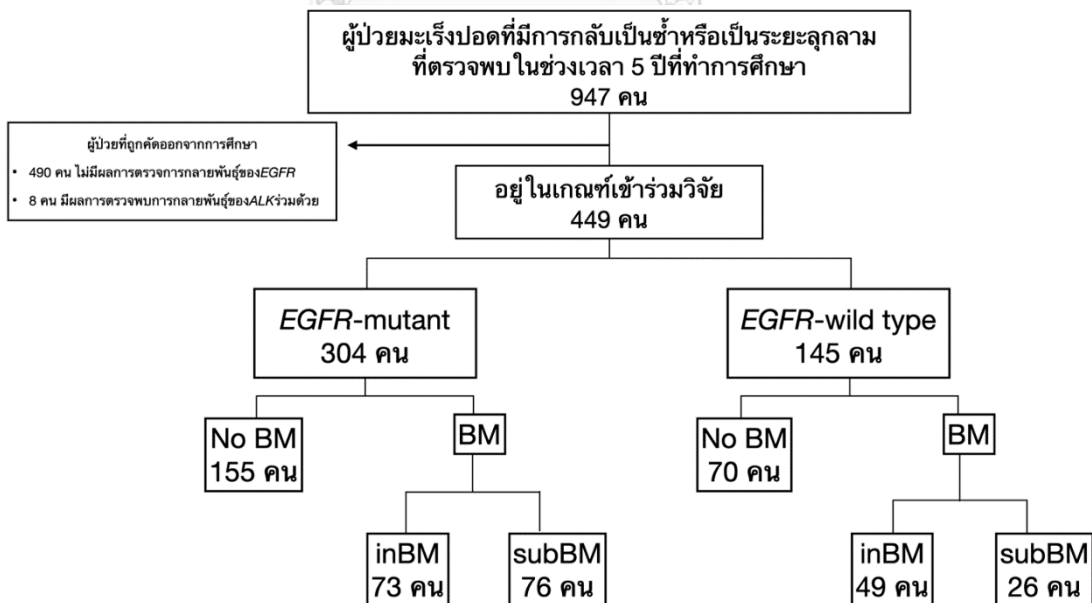 ผู้ป่วยมะเร็งปอดที่มีการกลับเป็นซ้ำหรือเป็นระยะลุกลาม
ที่ตรวจพบในช่วงเวลา 5 ปีที่ทำการศึกษา
947 คน
ผู้ป่วยที่ถูกคัดออกจากการศึกษา
• 490 คน ไม่มีผลการตรวจการกลายพันธุ์ของEGFR
• 8 คน มีผลการตรวจพบการกลายพันธุ์ของALKร่วมด้วย
อยู่ในเกณฑ์เข้าร่วมวิจัย
449 คน
EGFR-mutant
304 คน
EGFR-wild type
145 คน
No BM
155 คน
BM
No BM
70 คน
BM
inBM
73 คน
subBM
76 คน
inBM
49 คน
subBM
26 คน